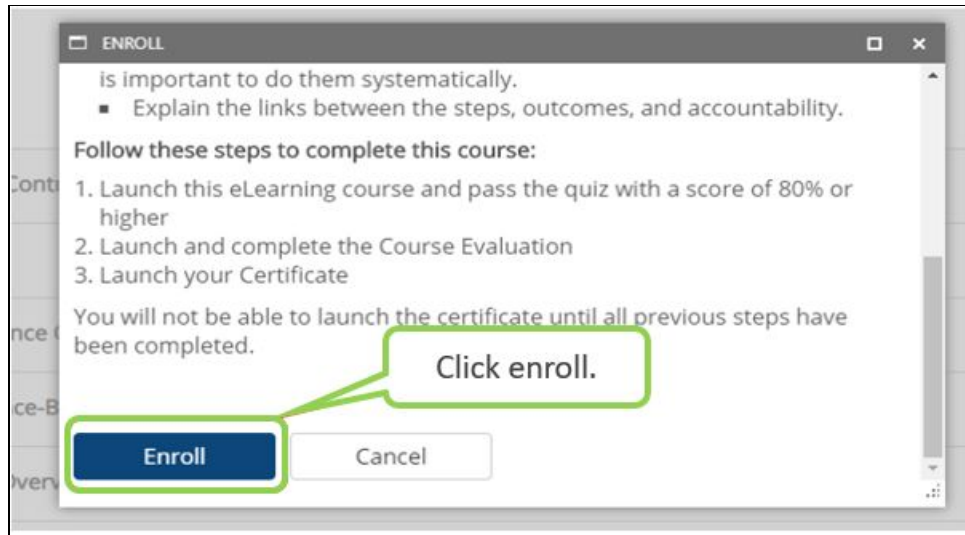 ENROLL
is important to do them systematically.
▪ Explain the links between the steps, outcomes, and accountability.
Follow these steps to complete this course:
1. Launch this eLearning course and pass the quiz with a score of 80% or
higher
2. Launch and complete the Course Evaluation
3. Launch your Certificate
You will not be able to launch the certificate until all previous steps have
been completed.
Click enroll.
Enroll
Cancel